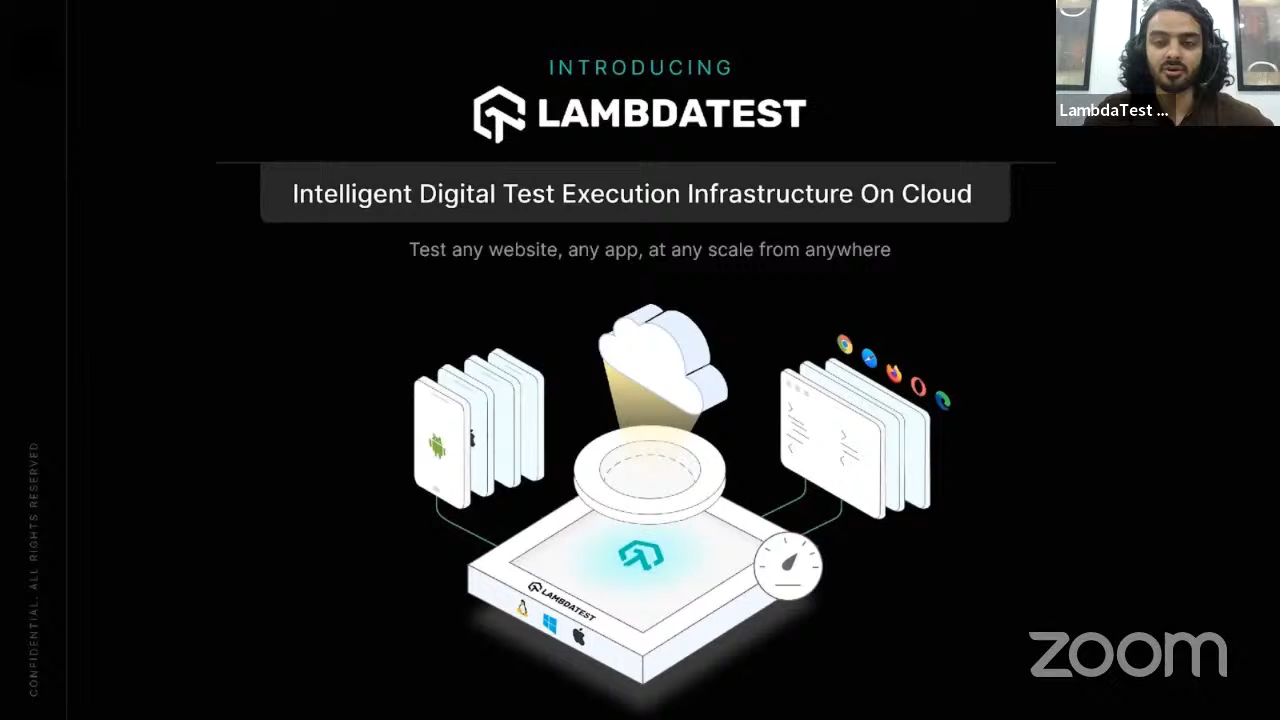 INTRODUCING
LAMBDATEST
LambdaTest ...
Intelligent Digital Test Execution Infrastructure On Cloud
Test any website, any app, at any scale from anywhere
LAMBDATEST
CONFIDENTIAL. ALL RIGHTS RESERVED
zoom